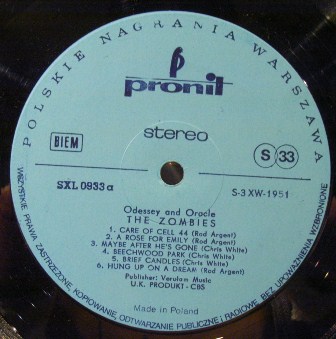 POLSKIE NAGRANIA WARSZAWA
p
pronit
stereo
BIEM
S 33
SXL 0933 a
S-3 XW-1951
Odessey and Orocle
THE ZOMBIES
1. CARE OF CELL 44 (Rod Argent)
2. A ROSE FOR EMILY (Rod Argent)
3. MAYBE AFTER HE'S GONE (Chris White)
4. BEECHWOOD PARK (Chris White)
5. BRIEF CANDLES (Chris White)
6. HUNG UP ON A DREAM (Rod Argent)
Publisher: Verulam Music
U.K. PRODUKT - CBS
Made in Poland
WSZYSTKIE PRAWA ZASTRZEŻONE KOPIOWANIE, ODTWARZANIE PUBLICZNE i RADIOWE BEZ UPOWAŻNIENIA WZBRONIONE